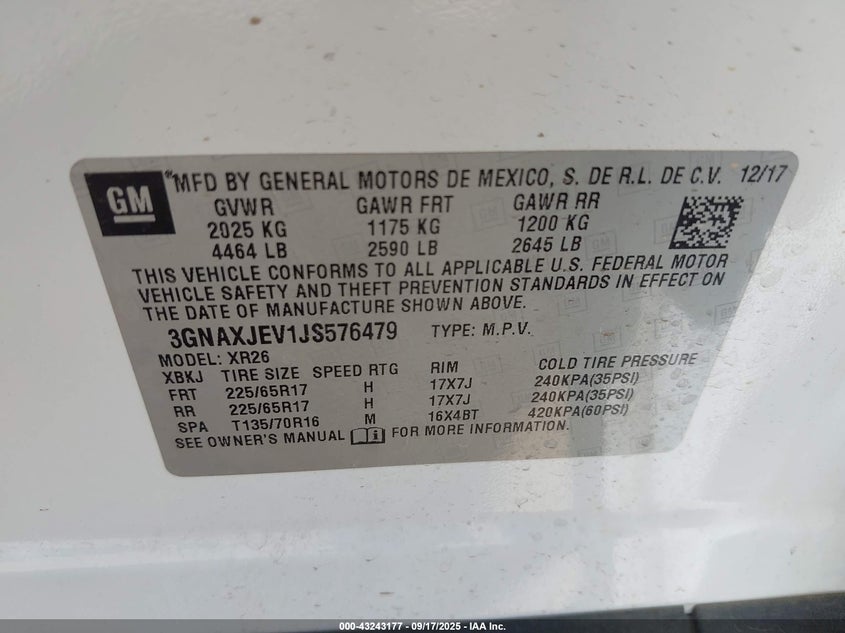 GM
®MFD BY GENERAL MOTORS DE MEXICO, S. DE R.L. DE C.V. 12/17
GVWR GAWR FRT GAWR RR
2025 KG 1175 KG 1200 KG
4464 LB 2590 LB 2645 LB
THIS VEHICLE CONFORMS TO ALL APPLICABLE U.S. FEDERAL MOTOR
VEHICLE SAFETY AND THEFT PREVENTION STANDARDS IN EFFECT ON
THE DATE OF MANUFACTURE SHOWN ABOVE.
3GNAXJEV1JS576479 TYPE: M.P.V.
MODEL: XR26
XBKJ TIRE SIZE SPEED RTG RIM COLD TIRE PRESSURE
FRT 225/65R17 H 17X7J 240KPA(35PSI)
RR 225/65R17 H 17X7J 240KPA(35PSI)
SPA T135/70R16 M 16X4BT 420KPA(60PSI)
SEE OWNER'S MANUAL FOR MORE INFORMATION.
000-43243177 - 09/17/2025 - IAA Inc.